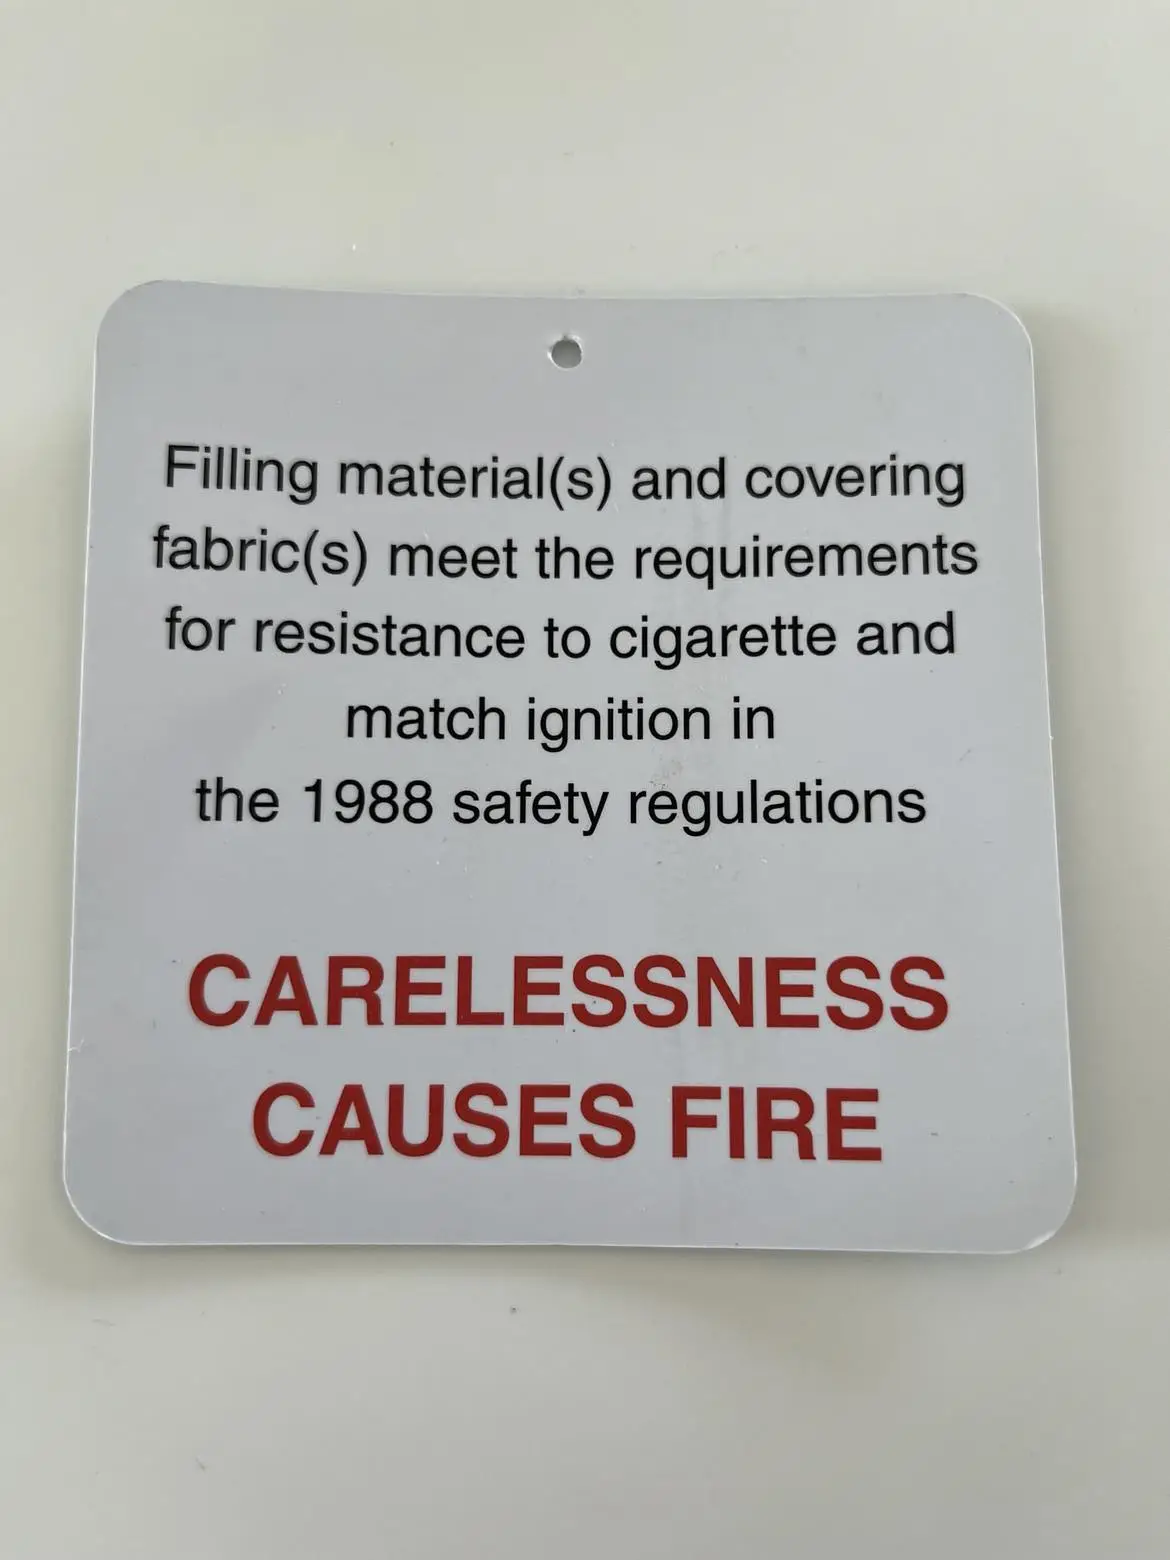 Filling material(s) and covering
fabric(s) meet the requirements
for resistance to cigarette and
match ignition in
the 1988 safety regulations
CARELESSNESS
CAUSES FIRE